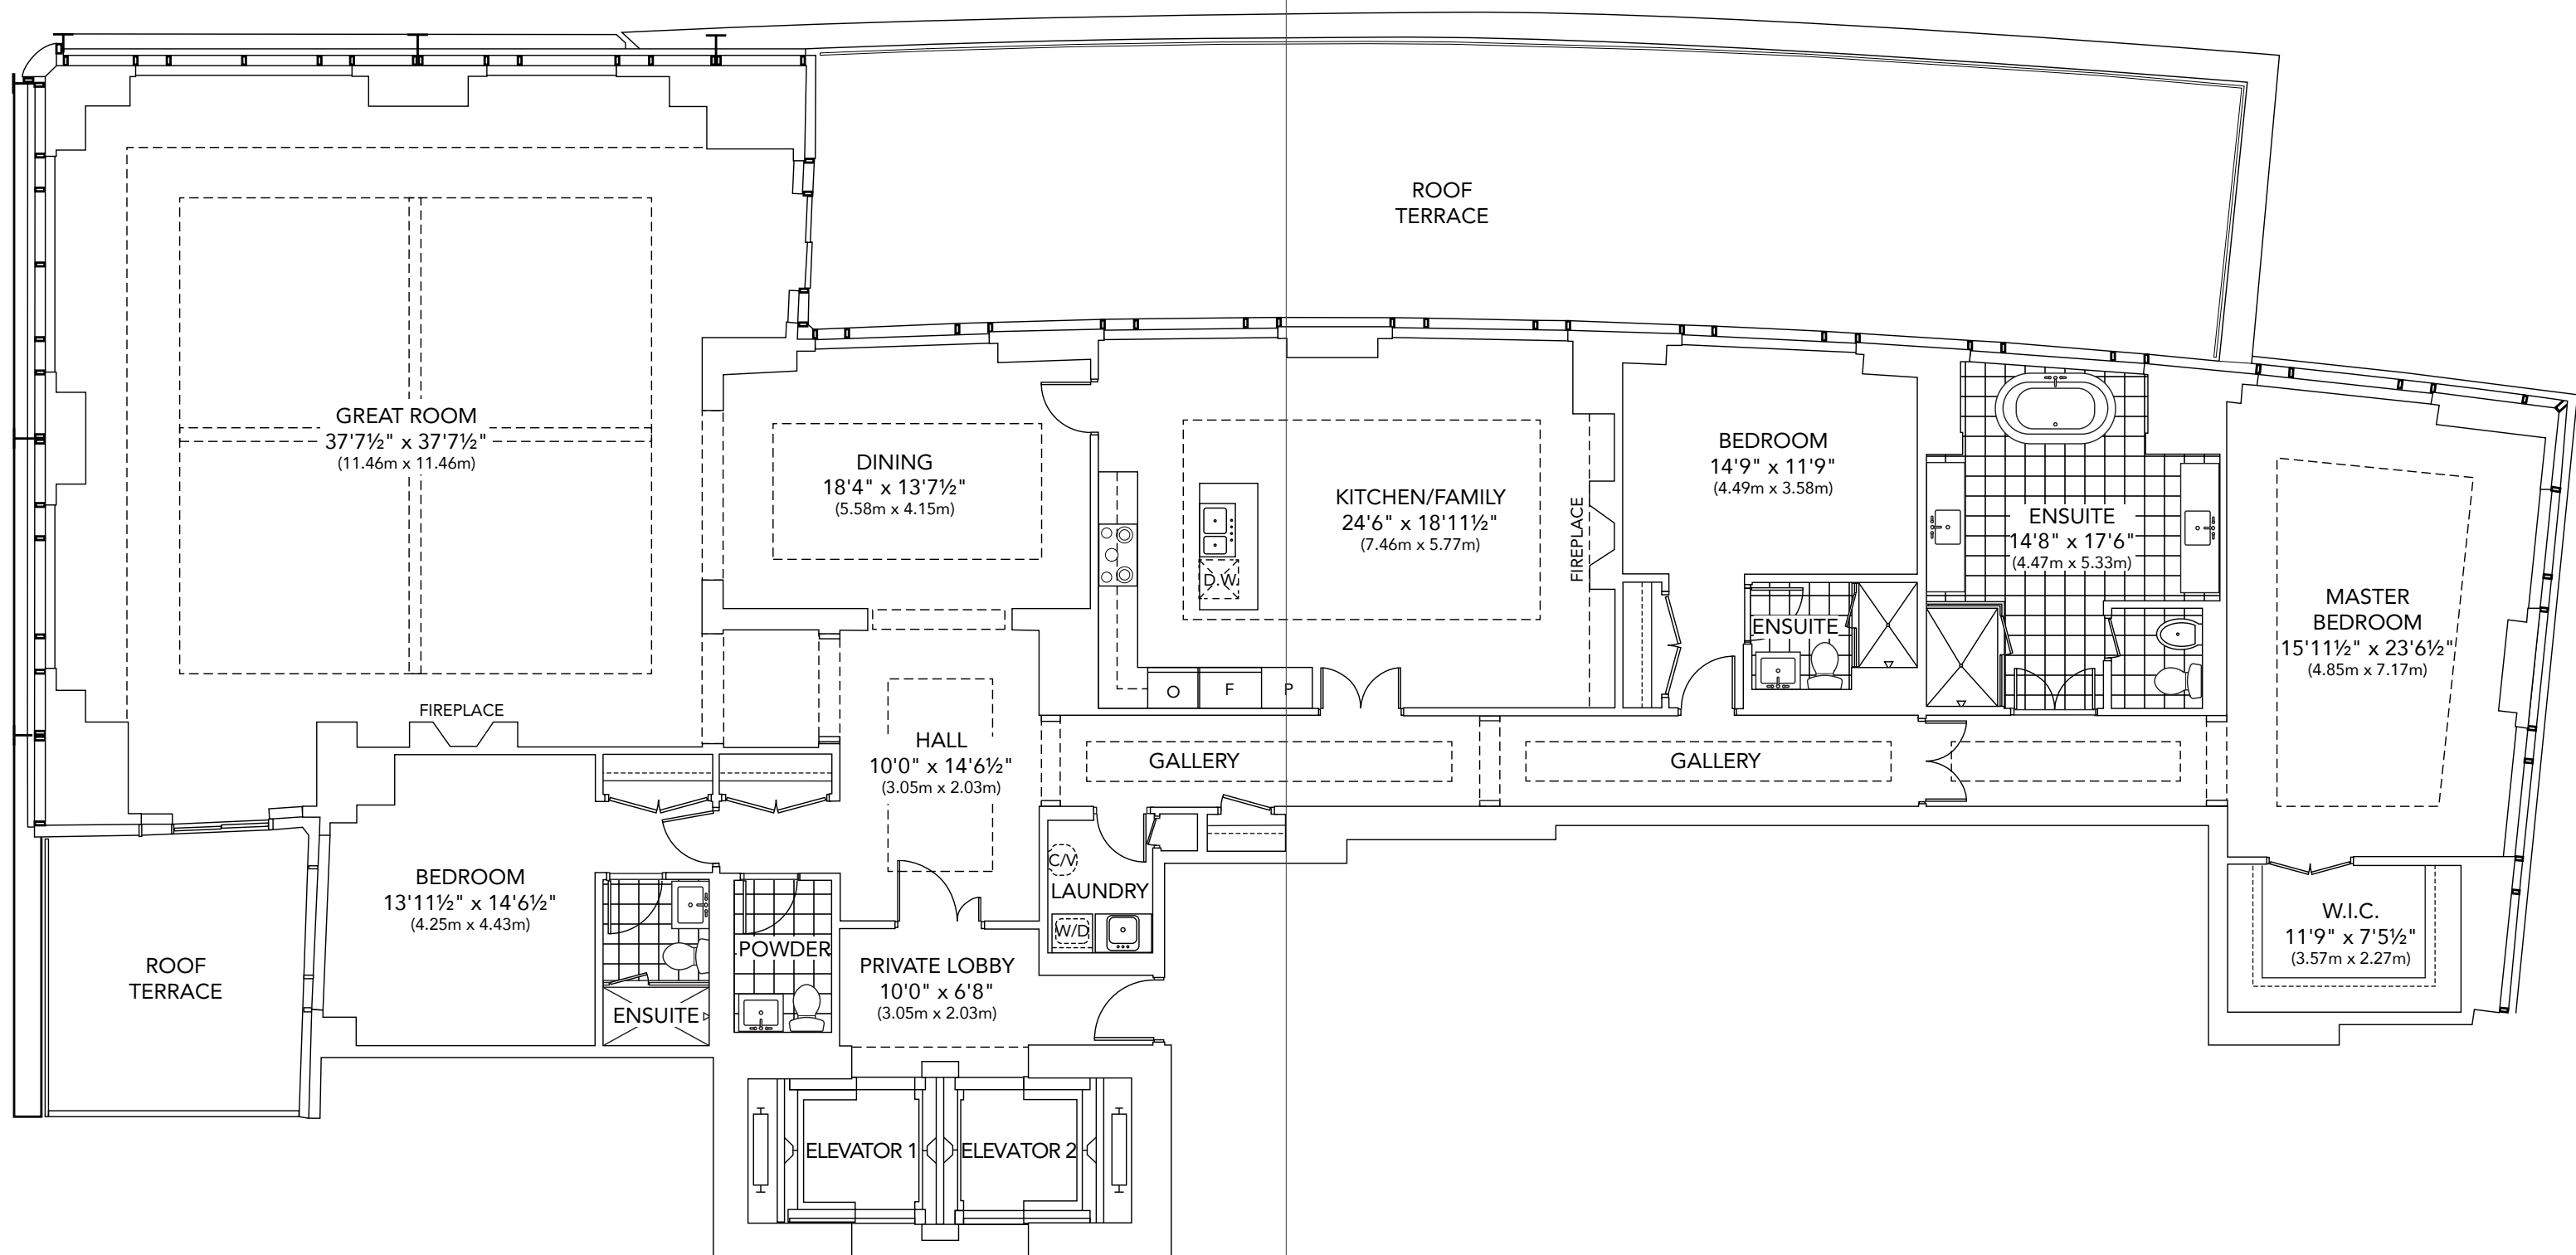 ROOF
TERRACE
GREAT ROOM
37'7½" x 37'7½"
(11.46m x 11.46m)
FIREPLACE
DINING
18'4" x 13'7½"
(5.58m x 4.15m)
KITCHEN/FAMILY
24'6" x 18'11½"
(7.46m x 5.77m)
D.W.
O
F
P
FIREPLACE
BEDROOM
14'9" x 11'9"
(4.49m x 3.58m)
ENSUITE
ENSUITE
14'8" x 17'6"
(4.47m x 5.33m)
MASTER
BEDROOM
15'11½" x 23'6½"
(4.85m x 7.17m)
HALL
10'0" x 14'6½"
(3.05m x 2.03m)
GALLERY
GALLERY
BEDROOM
13'11½" x 14'6½"
(4.25m x 4.43m)
ENSUITE
POWDER
C/V
LAUNDRY
W/D
PRIVATE LOBBY
10'0" x 6'8"
(3.05m x 2.03m)
W.I.C.
11'9" x 7'5½"
(3.57m x 2.27m)
ROOF
TERRACE
ELEVATOR 1
ELEVATOR 2